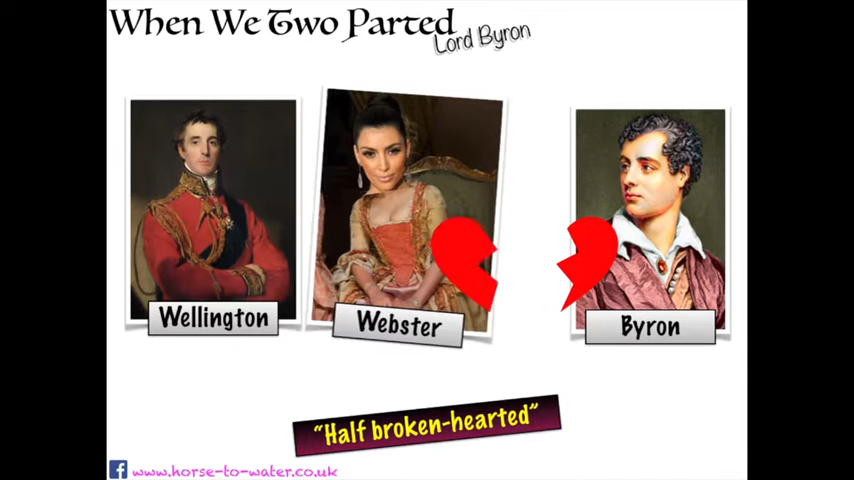 When We Two Parted
Lord Byron
Wellington
Webster
Byron
"Half broken-hearted"
f www.horse-to-water.co.uk